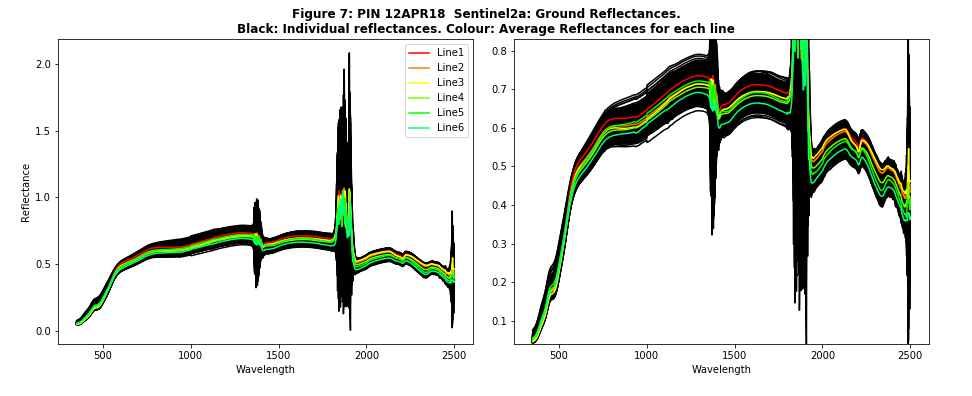 Figure 7: PIN 12APR18  Sentinel2a: Ground Reflectances.
Black: Individual reflectances. Colour: Average Reflectances for each line
Reflectance
2.0
1.5
1.0
0.5
0.0
Line1
Line2
Line3
Line4
Line5
Line6
500
1000
1500
2000
2500
Wavelength
0.8
0.7
0.6
0.5
0.4
0.3
0.2
0.1
500
1000
1500
2000
2500
Wavelength